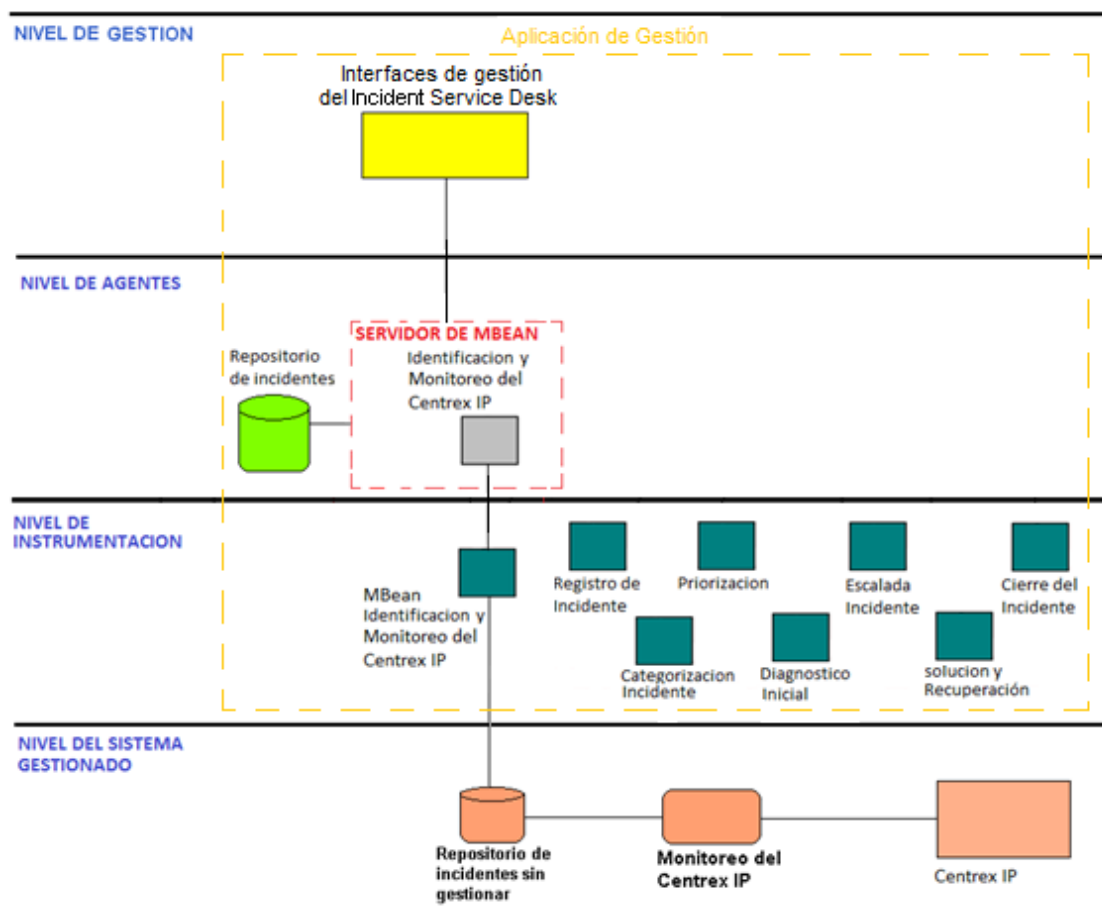 NIVEL DE GESTION
Aplicación de Gestión
Interfaces de gestión
del Incident Service Desk
NIVEL DE AGENTES
SERVIDOR DE MBEAN
Identificacion y
Monitoreo del
Centrex IP
Repositorio
de incidentes
NIVEL DE
INSTRUMENTACION
MBean
Identificacion y
Monitoreo del
Centrex IP
Registro de
Incidente
Priorizacion
Escalada
Incidente
Cierre del
Incidente
Categorizacion
Incidente
Diagnostico
Inicial
solucion y
Recuperación
NIVEL DEL SISTEMA
GESTIONADO
Repositorio de
incidentes sin
gestionar
Monitoreo del
Centrex IP
Centrex IP